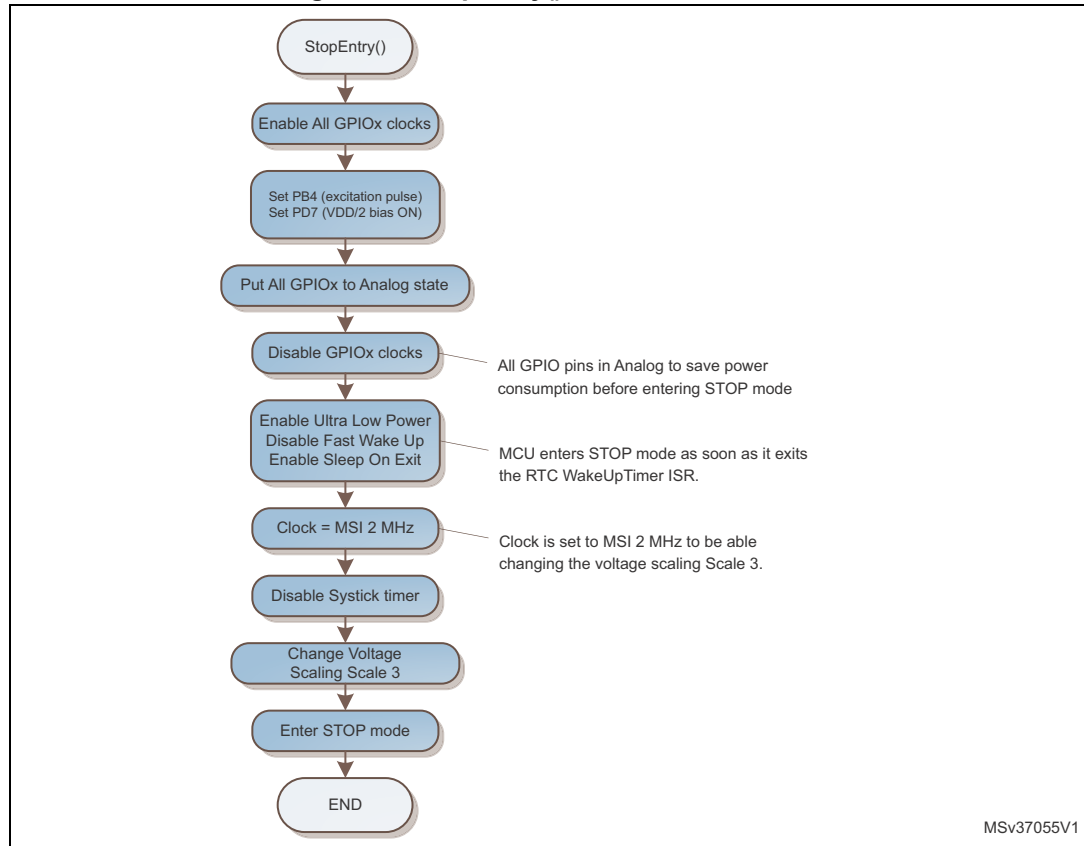 StopEntry()
Enable All GPIOx clocks
Set PB4 (excitation pulse)
Set PD7 (VDD/2 bias ON)
Put All GPIOx to Analog state
Disable GPIOx clocks
All GPIO pins in Analog to save power
consumption before entering STOP mode
Enable Ultra Low Power
Disable Fast Wake Up
Enable Sleep On Exit
MCU enters STOP mode as soon as it exits
the RTC WakeUpTimer ISR.
Clock = MSI 2 MHz
Clock is set to MSI 2 MHz to be able
changing the voltage scaling Scale 3.
Disable Systick timer
Change Voltage
Scaling Scale 3
Enter STOP mode
END
MSv37055V1